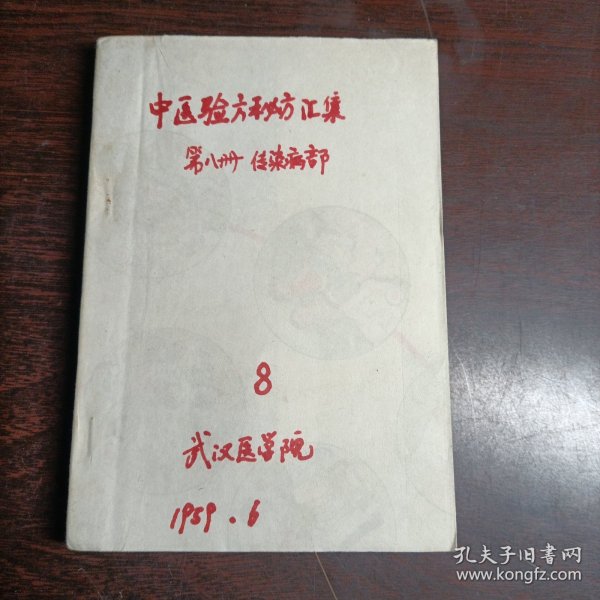 中医验方秘方汇集
第八册 传染病部
8
武汉医学院
1959.6
孔夫子旧书网
www.kongfz.com